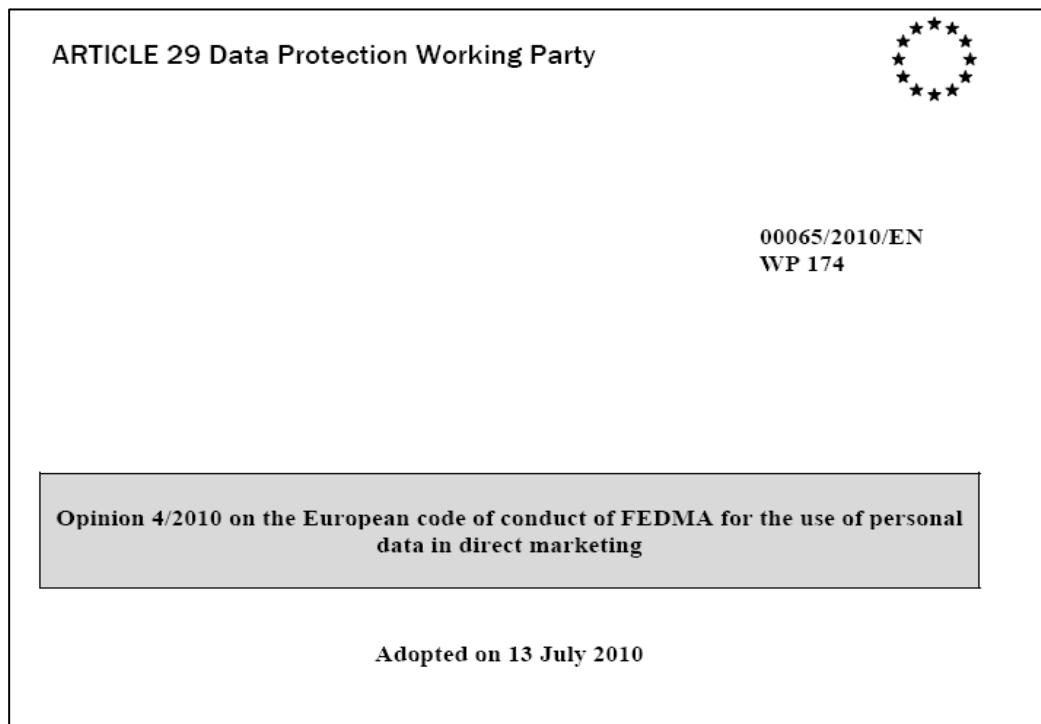 ARTICLE 29 Data Protection Working Party
00065/2010/EN
WP 174
Opinion 4/2010 on the European code of conduct of FEDMA for the use of personal
data in direct marketing
Adopted on 13 July 2010